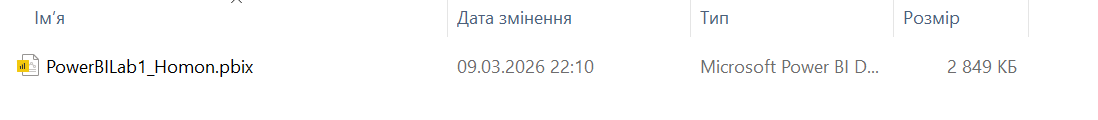 Ім’я Дата змінення Тип Розмір
PowerBILab1_Homon.pbix 09.03.2026 22:10 Microsoft Power BI D... 2 849 КБ